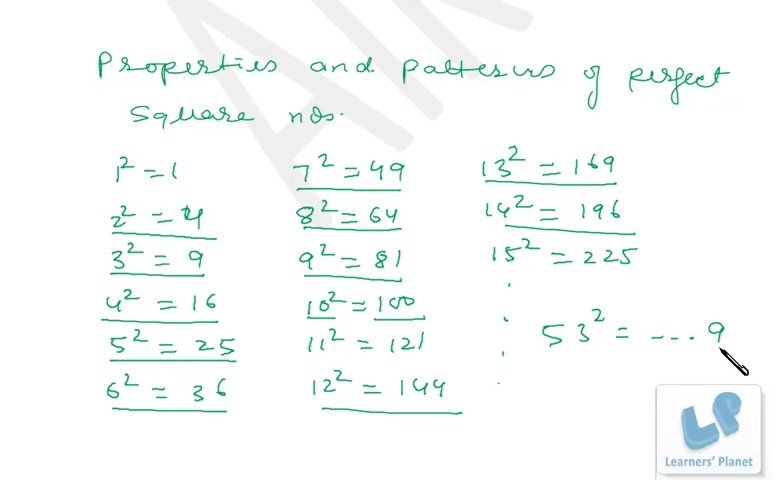 Properties and patterns of perfect
square nos.
1² = 1
2² = 4
3² = 9
4² = 16
5² = 25
6² = 36
7² = 49
8² = 64
9² = 81
10² = 100
11² = 121
12² = 144
13² = 169
14² = 196
15² = 225
53² = --- 9
LP
Learners' Planet